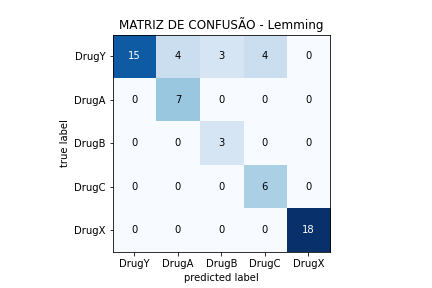 MATRIZ DE CONFUSÃO - Lemming
true label
DrugY 15 4 3 4 0
DrugA 0 7 0 0 0
DrugB 0 0 3 0 0
DrugC 0 0 0 6 0
DrugX 0 0 0 0 18
DrugY DrugA DrugB DrugC DrugX
predicted label